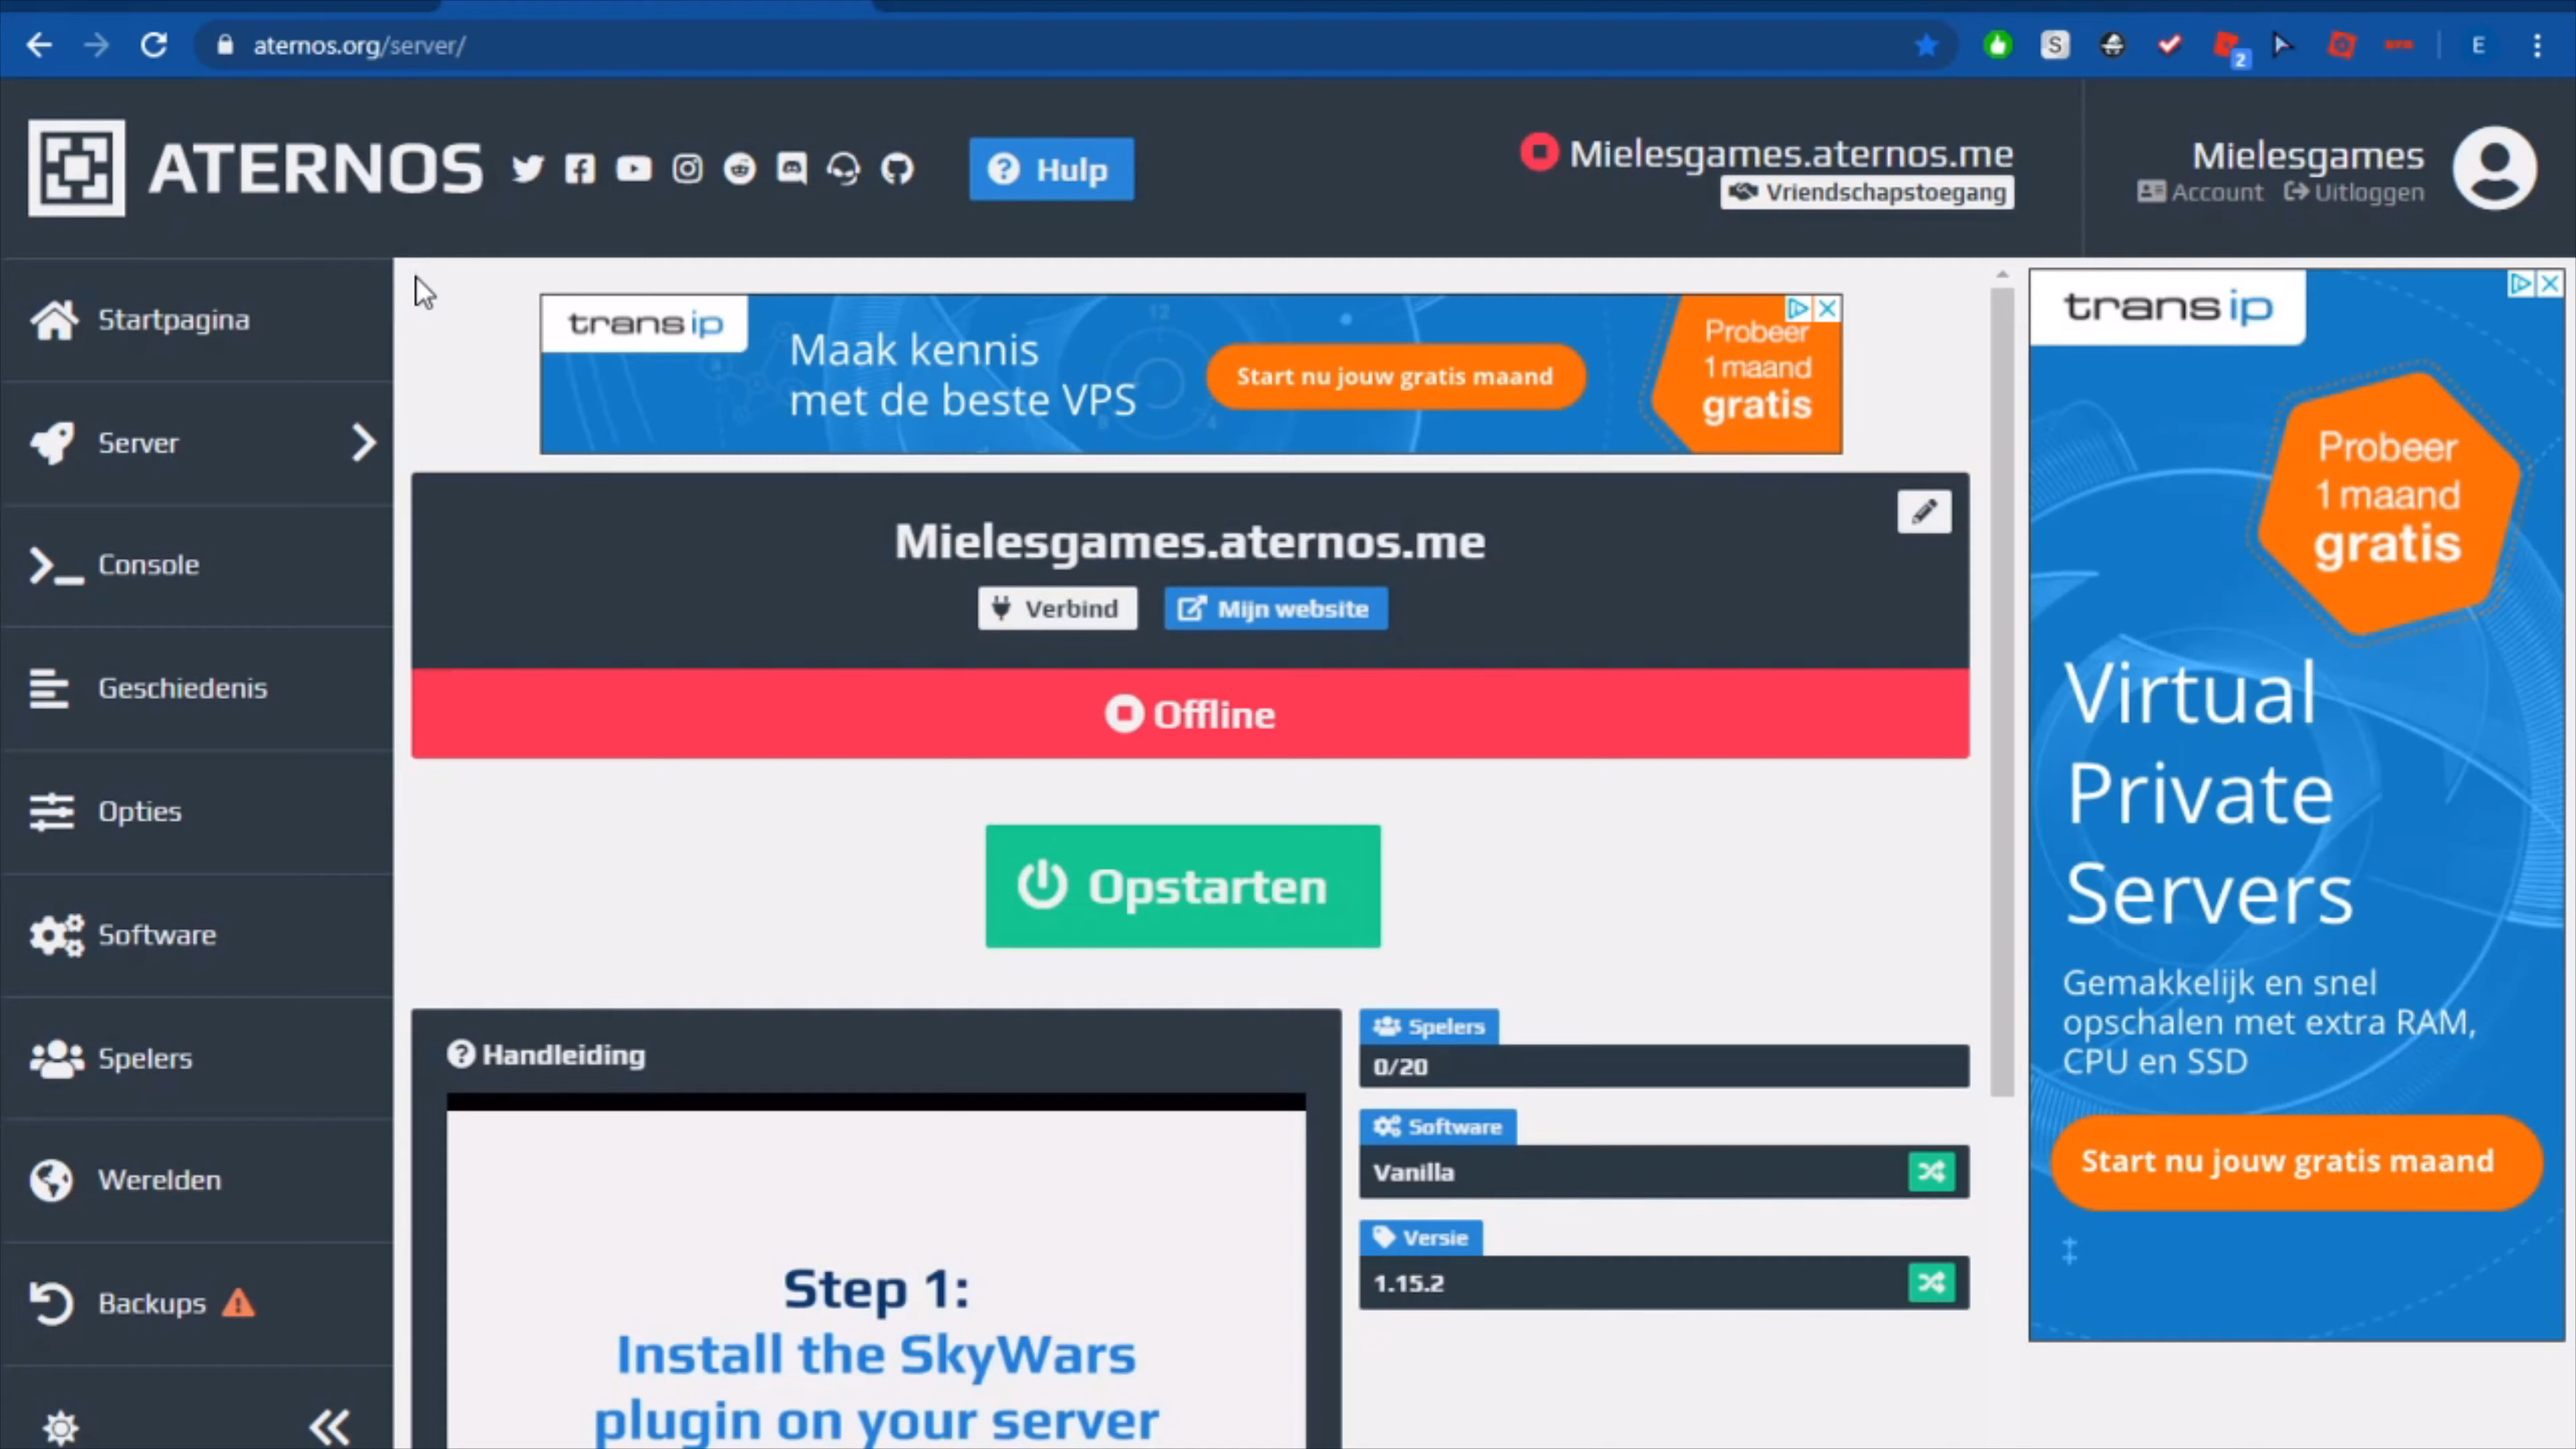 aternos.org/server/
S
2
E
ATERNOS
Hulp
Mielesgames.aternos.me
Vriendschapstoegang
Mielesgames
Account Uitloggen
Startpagina
Server
Console
Geschiedenis
Opties
Software
Spelers
Werelden
Backups
transip
Maak kennis
met de beste VPS
Start nu jouw gratis maand
Probeer
1 maand
gratis
Mielesgames.aternos.me
Verbind
Mijn website
Offline
Opstarten
Handleiding
Step 1:
Install the SkyWars
plugin on your server
Spelers
0/20
Software
Vanilla
Versie
1.15.2
transip
Probeer
1 maand
gratis
Virtual
Private
Servers
Gemakkelijk en snel
opschalen met extra RAM,
CPU en SSD
Start nu jouw gratis maand